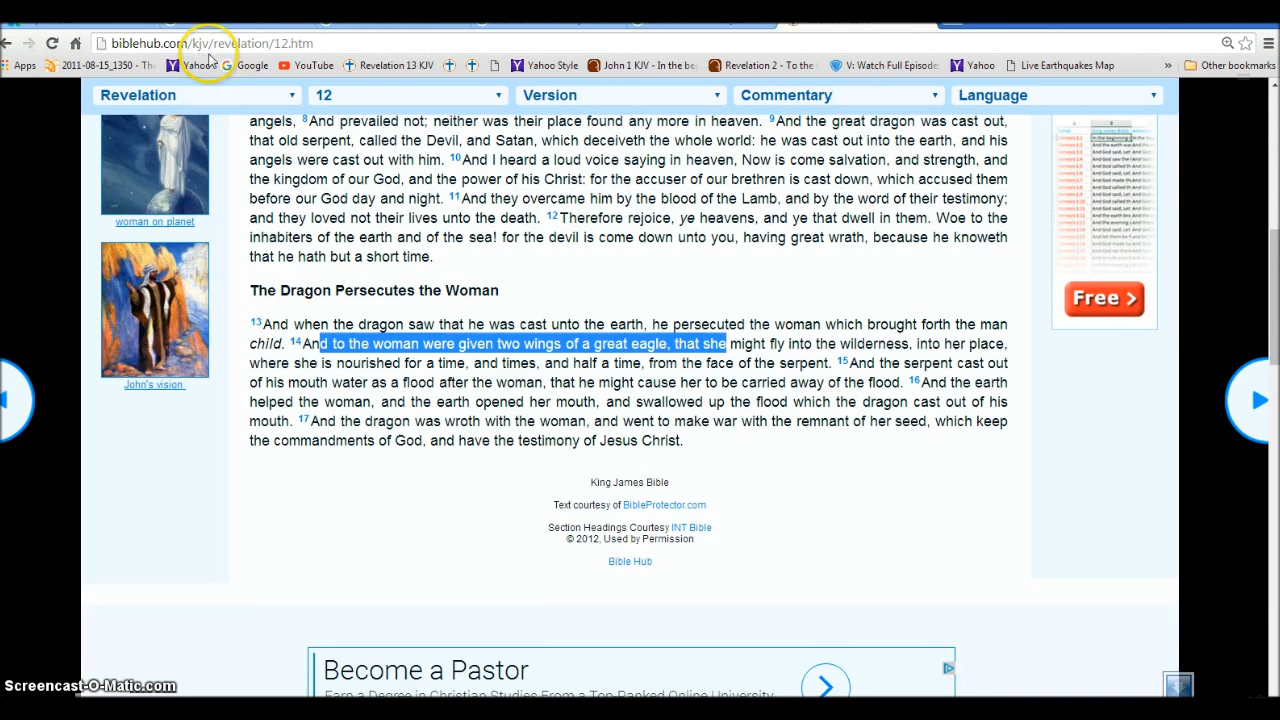 biblehub.com/kjv/revelation/12.htm
Apps 2011-08-15_1350 - Th Yahoo Google YouTube Revelation 13 KJV Yahoo Style John 1 KJV - In the be Revelation 2 - To the V: Watch Full Episode Yahoo Live Earthquakes Map » Other bookmarks
Revelation 12 Version Commentary Language
angels, 8And prevailed not; neither was their place found any more in heaven. 9And the great dragon was cast out,
that old serpent, called the Devil, and Satan, which deceiveth the whole world: he was cast out into the earth, and his
angels were cast out with him. 10And I heard a loud voice saying in heaven, Now is come salvation, and strength, and
the kingdom of our God, and the power of his Christ: for the accuser of our brethren is cast down, which accused them
before our God day and night. 11And they overcame him by the blood of the Lamb, and by the word of their testimony;
and they loved not their lives unto the death. 12Therefore rejoice, ye heavens, and ye that dwell in them. Woe to the
inhabiters of the earth and of the sea! for the devil is come down unto you, having great wrath, because he knoweth
that he hath but a short time.
woman on planet
The Dragon Persecutes the Woman
13And when the dragon saw that he was cast unto the earth, he persecuted the woman which brought forth the man
child. 14And to the woman were given two wings of a great eagle, that she might fly into the wilderness, into her place,
where she is nourished for a time, and times, and half a time, from the face of the serpent. 15And the serpent cast out
of his mouth water as a flood after the woman, that he might cause her to be carried away of the flood. 16And the earth
helped the woman, and the earth opened her mouth, and swallowed up the flood which the dragon cast out of his
mouth. 17And the dragon was wroth with the woman, and went to make war with the remnant of her seed, which keep
the commandments of God, and have the testimony of Jesus Christ.
John's vision
Free >
King James Bible
Text courtesy of BibleProtector.com
Section Headings Courtesy INT Bible
© 2012, Used by Permission
Bible Hub
Become a Pastor
Earn a Degree in Christian Studies From a Top-Ranked Online University
Screencast-O-Matic.com